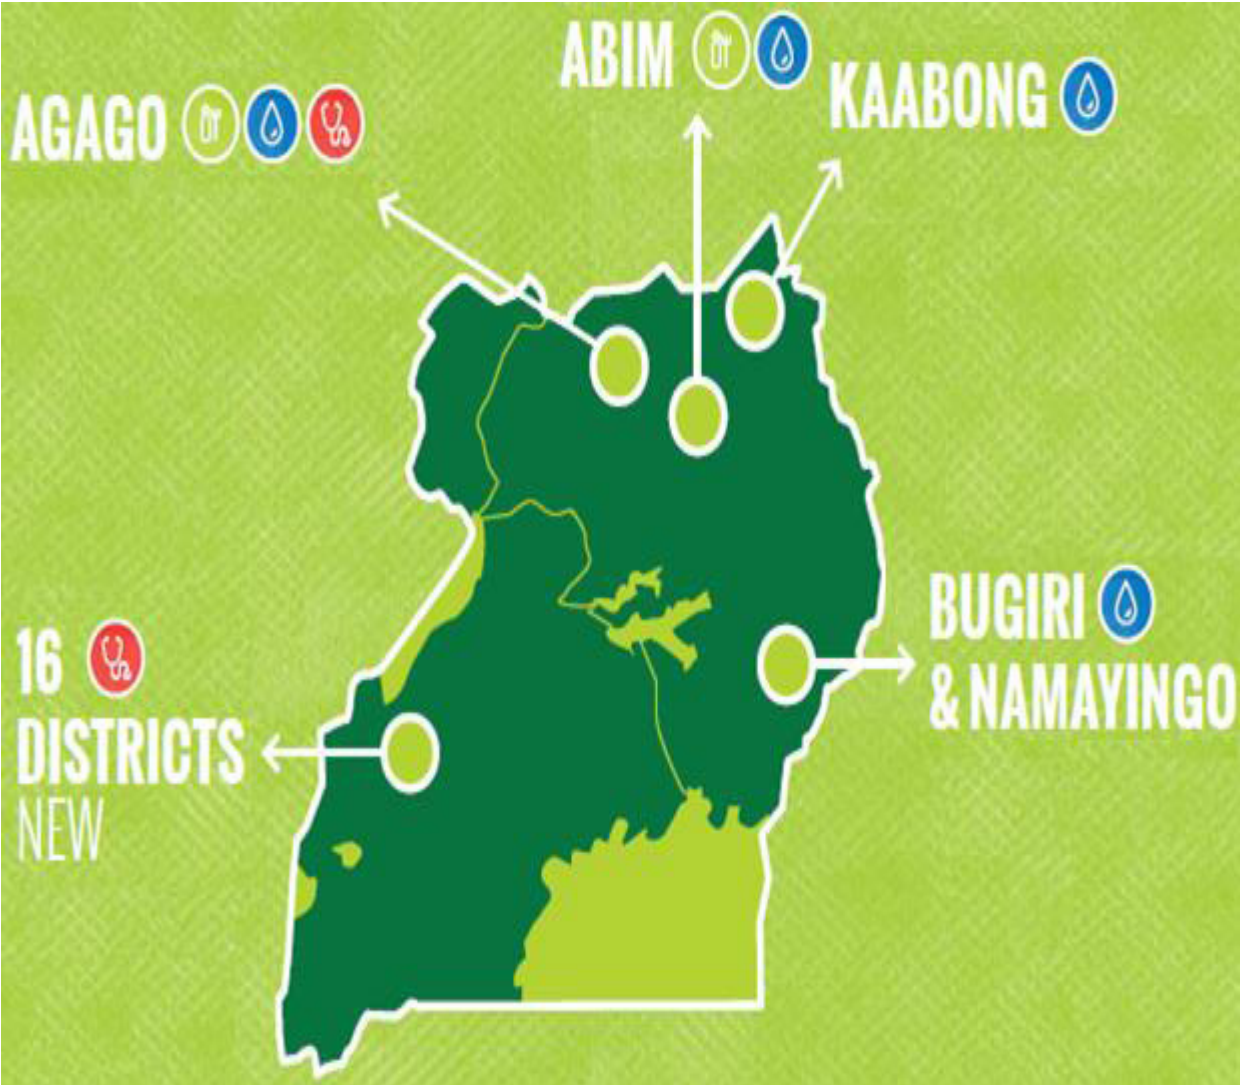 ABIM
KAABONG
AGAGO
BUGIRI
& NAMAYINGO
16
DISTRICTS
NEW